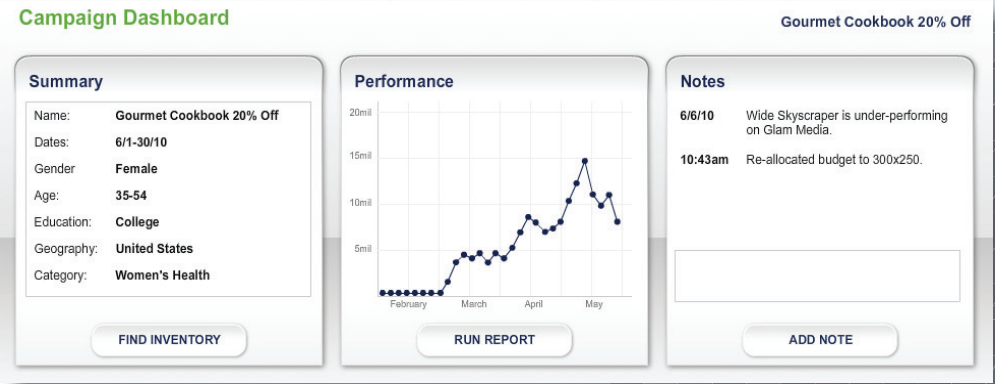 Campaign Dashboard
Gourmet Cookbook 20% Off
Summary
Name: Gourmet Cookbook 20% Off
Dates: 6/1-30/10
Gender Female
Age: 35-54
Education: College
Geography: United States
Category: Women's Health
FIND INVENTORY
Performance
20mil
15mil
10mil
5mil
February March April May
RUN REPORT
Notes
6/6/10 Wide Skyscraper is under-performing
on Glam Media.
10:43am Re-allocated budget to 300x250.
ADD NOTE